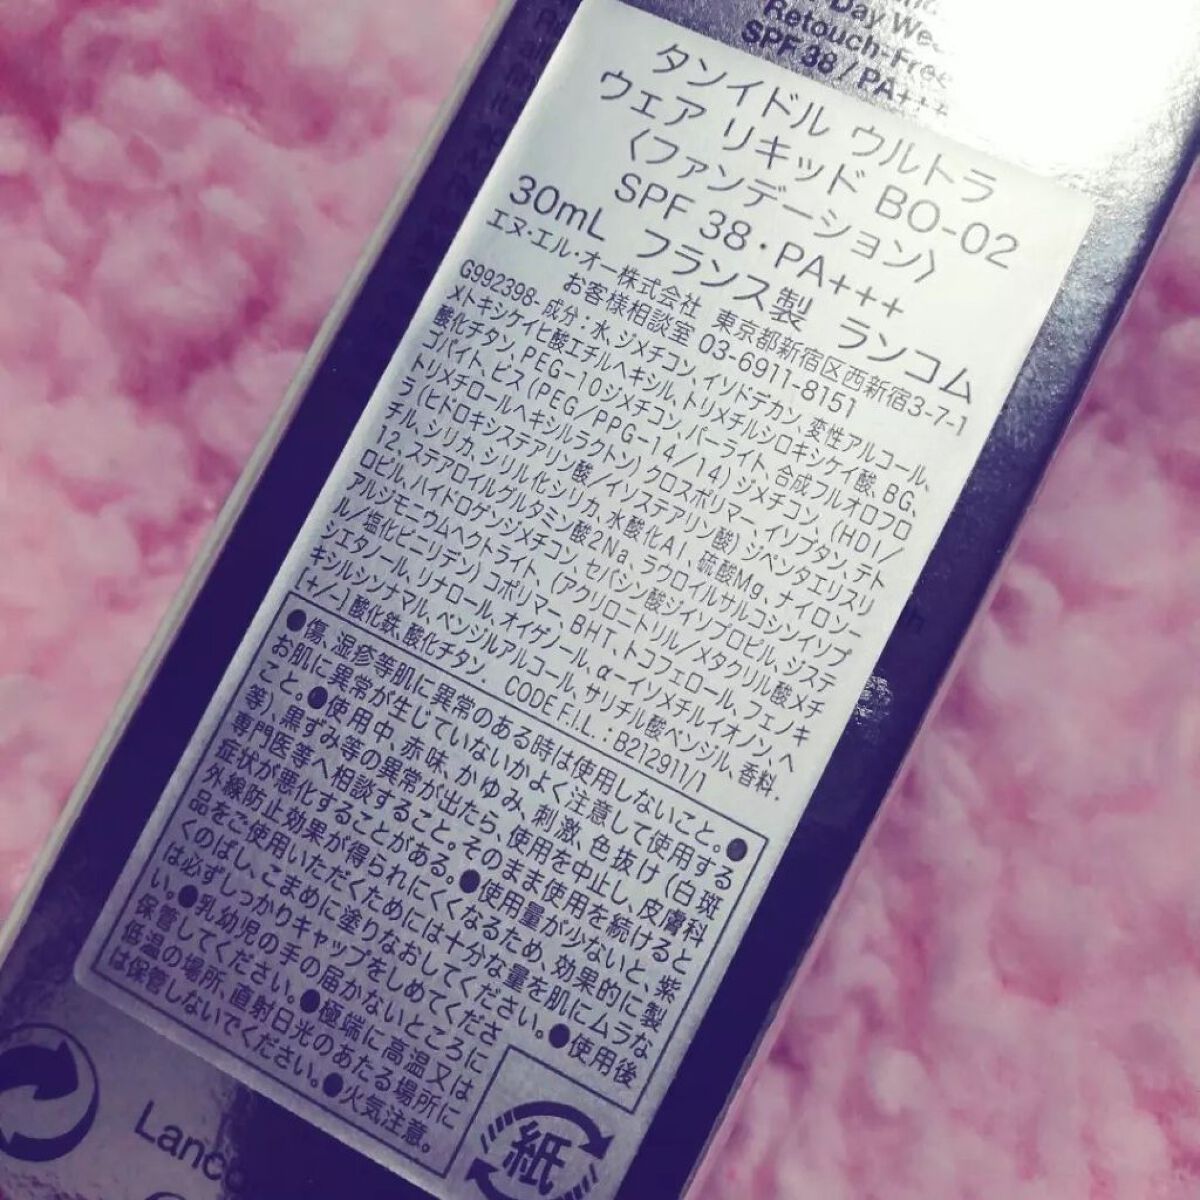 Day We
Retouch-Free
SPF 38 / PA+++
タンイドル ウルトラ
ウェア リキッド BO-02
〈ファンデーション〉
SPF 38・PA+++
30mL フランス製 ランコム
エヌ・エル・オー株式会社 東京都新宿区西新宿3-7-1
お客様相談室 03-6911-8151
G992398- 成分：水、ジメチコン、イソドデカン、変性アルコール、
メトキシケイヒ酸エチルヘキシル、トリメチルシロキシケイ酸、BG、
酸化チタン、PEG-10ジメチコン、パーライト、合成フルオロフロ
ゴパイト、ビス(PEG/PPG-14/14)ジメチコン、(HDI/
トリメチロールヘキシルラクトン)クロスポリマー、イソブタン、テト
ラ(ヒドロキシステアリン酸/イソステアリン酸)ジペンタエリスリ
チル、シリカ、シリル化シリカ、水酸化Al、硫酸Mg、ナイロン-
12、ステアロイルグルタミン酸2Na、ラウロイルサルコシンイソプ
ロピル、ハイドロゲンジメチコン、セバシン酸ジイソプロピル、ジステ
アルジモニウムヘクトライト、(アクリロニトリル/メタクリル酸メチ
ル/塩化ビニリデン)コポリマー、BHT、トコフェロール、フェノキ
シエタノール、リナロール、オイゲノール、α-イソメチルイオノン、ヘ
キシルシンナマル、ベンジルアルコール、サリチル酸ベンジル、香料、
[+/-]酸化鉄、酸化チタン CODE F.I.L.：B212911/1
●傷、湿疹等肌に異常のある時は使用しないこと。●
お肌に異常が生じていないかよく注意して使用する
こと。●使用中、赤味、かゆみ、刺激、色抜け(白斑
等)、黒ずみ等の異常が出たら、使用を中止し、皮膚科
専門医等へ相談すること。そのまま使用を続けると
症状が悪化することがある。●使用量が少ないと、紫
外線防止効果が得られにくくなるため、効果的に製
品をご使用いただくためには十分な量を肌にムラな
くのばし、こまめに塗りなおしてください。●使用後
は必ずしっかりキャップをしめてくださ
い。●乳幼児の手の届かないところに
保管してください。●極端に高温又は
低温の場所、直射日光のあたる場所に
は保管しないでください。●火気注意。
紙
Lanco